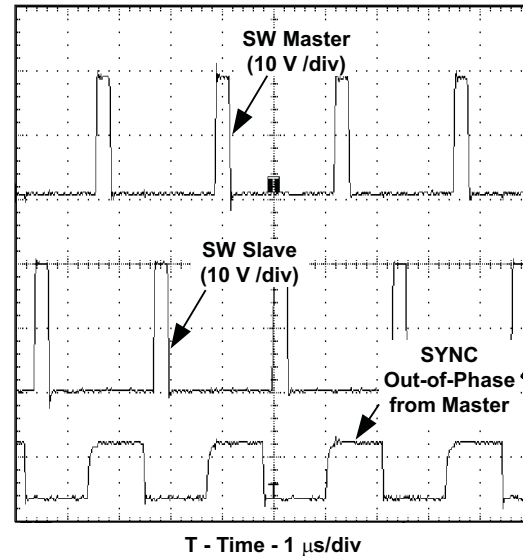 SW Master
(10 V /div)
SW Slave
(10 V /div)
SYNC
Out-of-Phase
from Master
T - Time - 1 μs/div